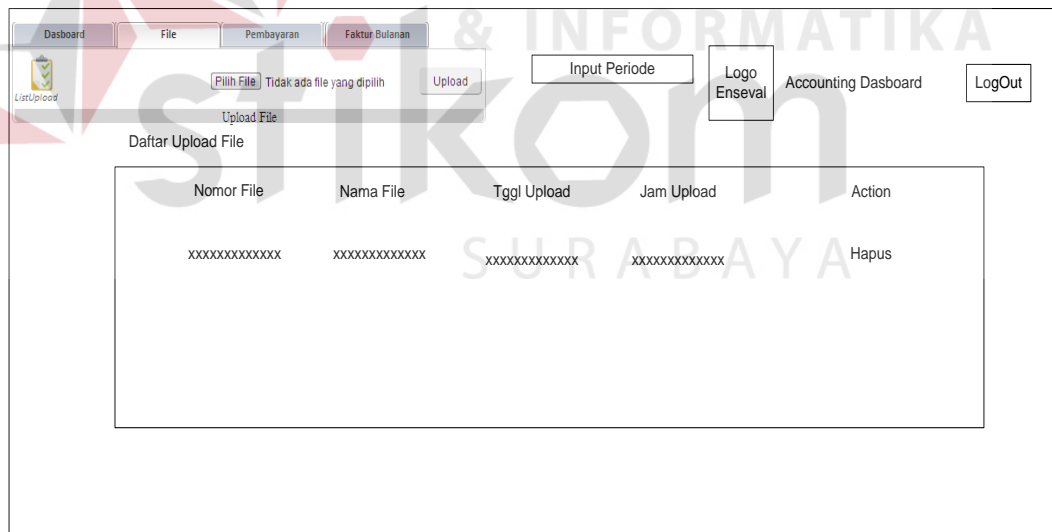 & INFORMATIKA
Dasboard File Pembayaran Faktur Bulanan
ListUpload
Pilih File Tidak ada file yang dipilih Upload
Upload File
Input Periode
Logo
Enseval
Accounting Dasboard
LogOut
stikom
SURABAYA
Daftar Upload File
Nomor File Nama File Tggl Upload Jam Upload Action
xxxxxxxxxxxxx xxxxxxxxxxxxx xxxxxxxxxxxxx xxxxxxxxxxxxx Hapus